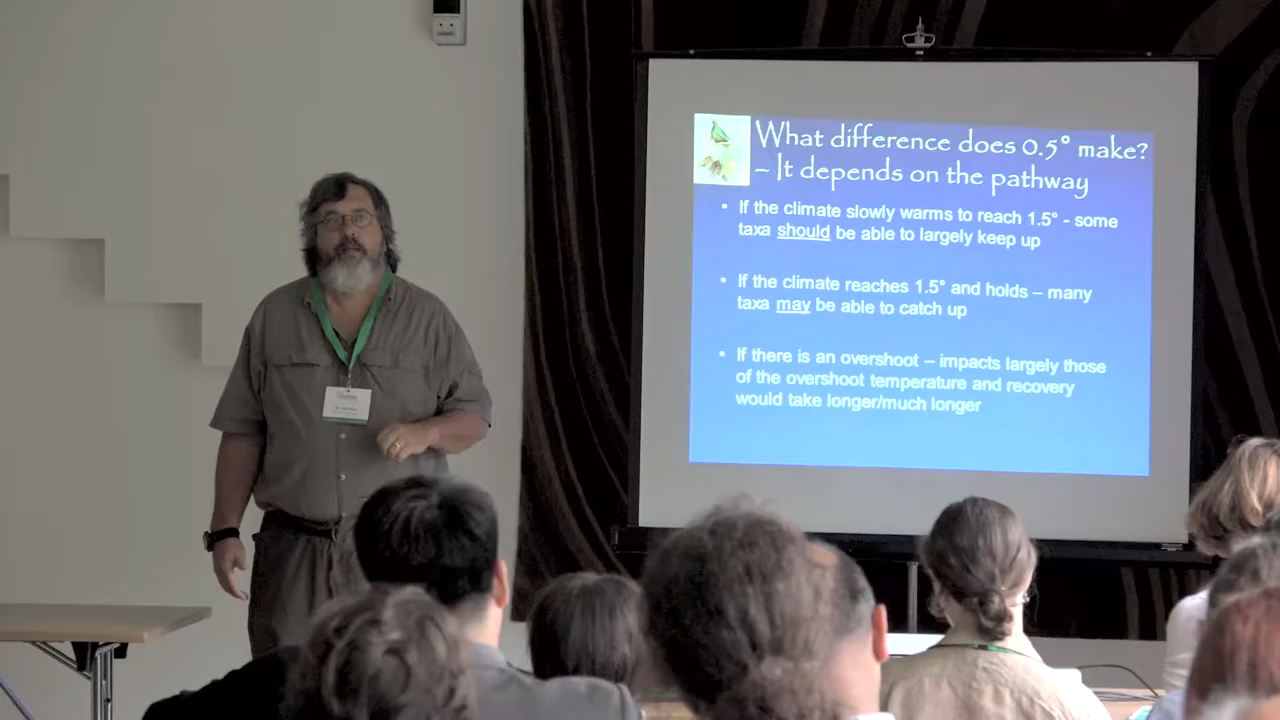 What difference does 0.5° make?
– It depends on the pathway
• If the climate slowly warms to reach 1.5° - some
taxa should be able to largely keep up
• If the climate reaches 1.5° and holds – many
taxa may be able to catch up
• If there is an overshoot – impacts largely those
of the overshoot temperature and recovery
would take longer/much longer